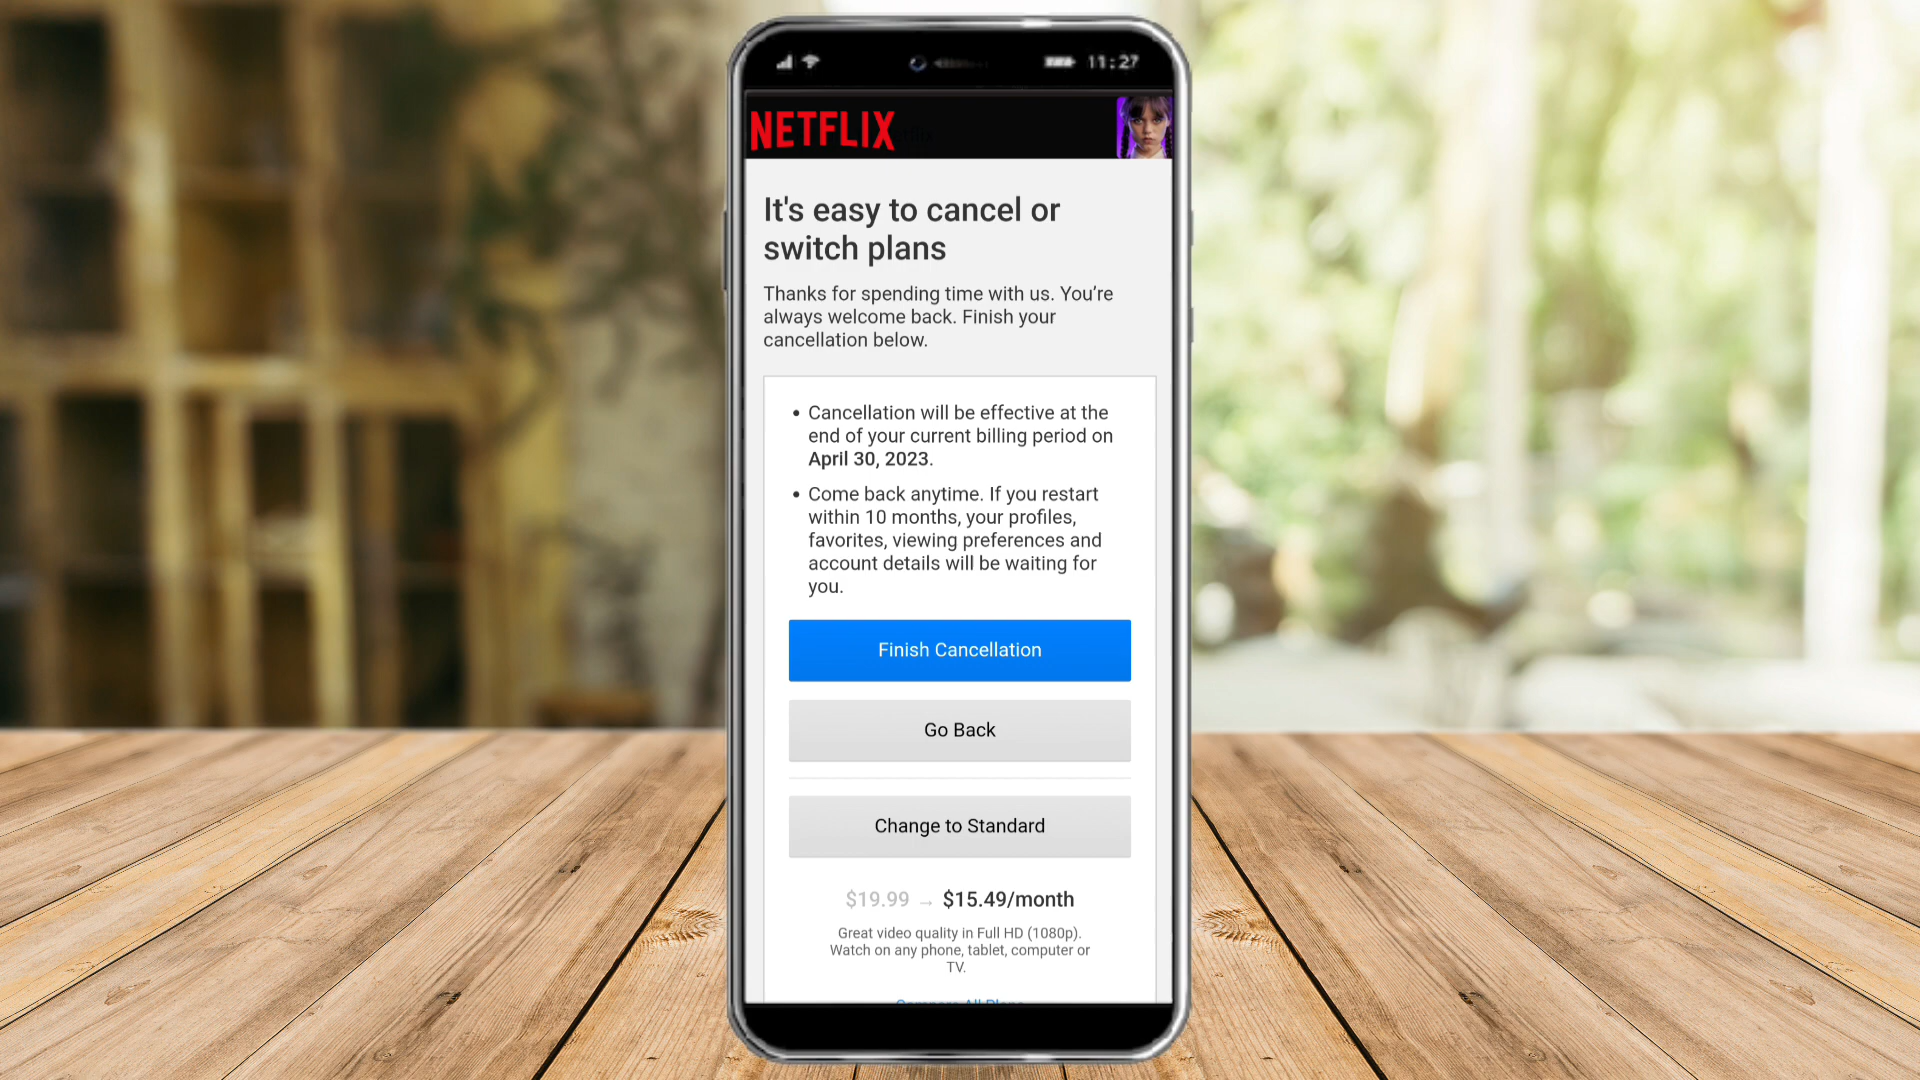 11:27
NETFLIX
It's easy to cancel or
switch plans
Thanks for spending time with us. You’re
always welcome back. Finish your
cancellation below.
• Cancellation will be effective at the
end of your current billing period on
April 30, 2023.
• Come back anytime. If you restart
within 10 months, your profiles,
favorites, viewing preferences and
account details will be waiting for
you.
Finish Cancellation
Go Back
Change to Standard
$19.99 → $15.49/month
Great video quality in Full HD (1080p).
Watch on any phone, tablet, computer or
TV.
Compare All Plans